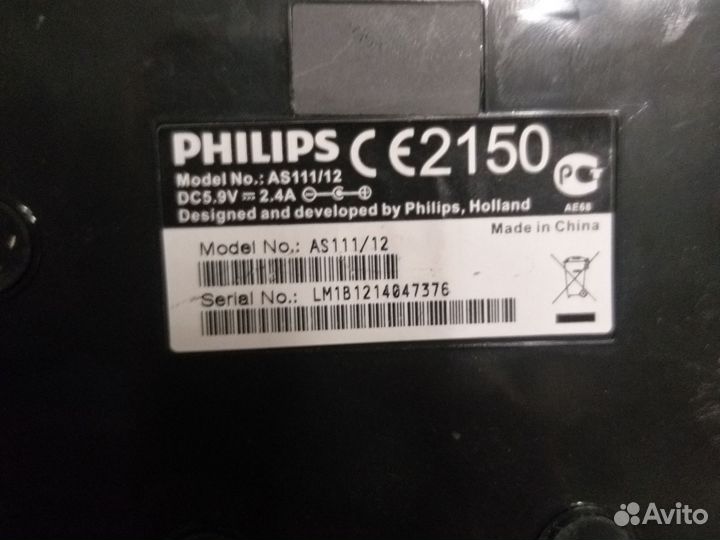 PHILIPS CE2150
Model No.: AS111/12
DC5.9V ⎓ 2.4A
Designed and developed by Philips, Holland
PCT
AE68
Made in China
Model No.: AS111/12
Serial No.: LM1B1214047376
Avito